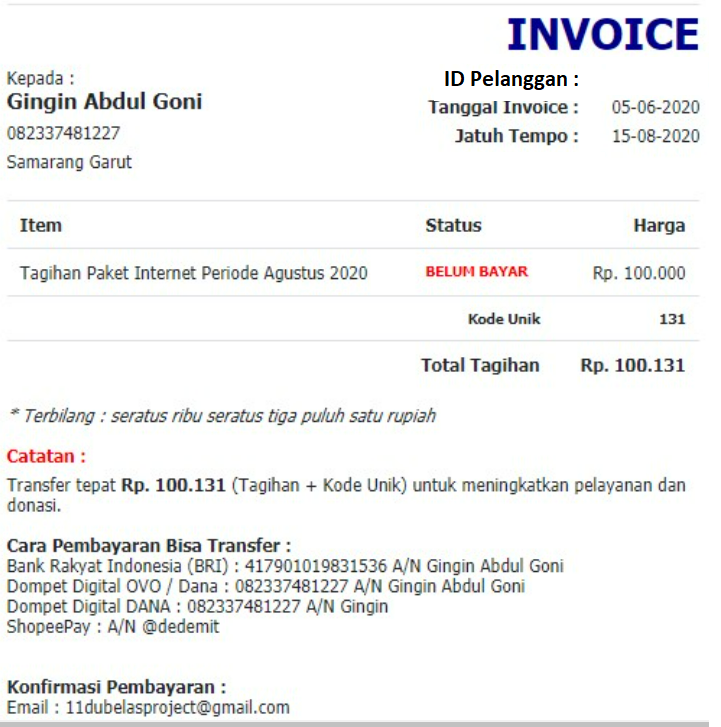 INVOICE
Kepada :
Gingin Abdul Goni
082337481227
Samarang Garut
ID Pelanggan :
Tanggal Invoice : 05-06-2020
Jatuh Tempo : 15-08-2020
Item Status Harga
Tagihan Paket Internet Periode Agustus 2020 BELUM BAYAR Rp. 100.000
Kode Unik 131
Total Tagihan Rp. 100.131
* Terbilang : seratus ribu seratus tiga puluh satu rupiah
Catatan :
Transfer tepat Rp. 100.131 (Tagihan + Kode Unik) untuk meningkatkan pelayanan dan
donasi.
Cara Pembayaran Bisa Transfer :
Bank Rakyat Indonesia (BRI) : 417901019831536 A/N Gingin Abdul Goni
Dompet Digital OVO / Dana : 082337481227 A/N Gingin Abdul Goni
Dompet Digital DANA : 082337481227 A/N Gingin
ShopeePay : A/N @dedemit
Konfirmasi Pembayaran :
Email : 11dubelasproject@gmail.com